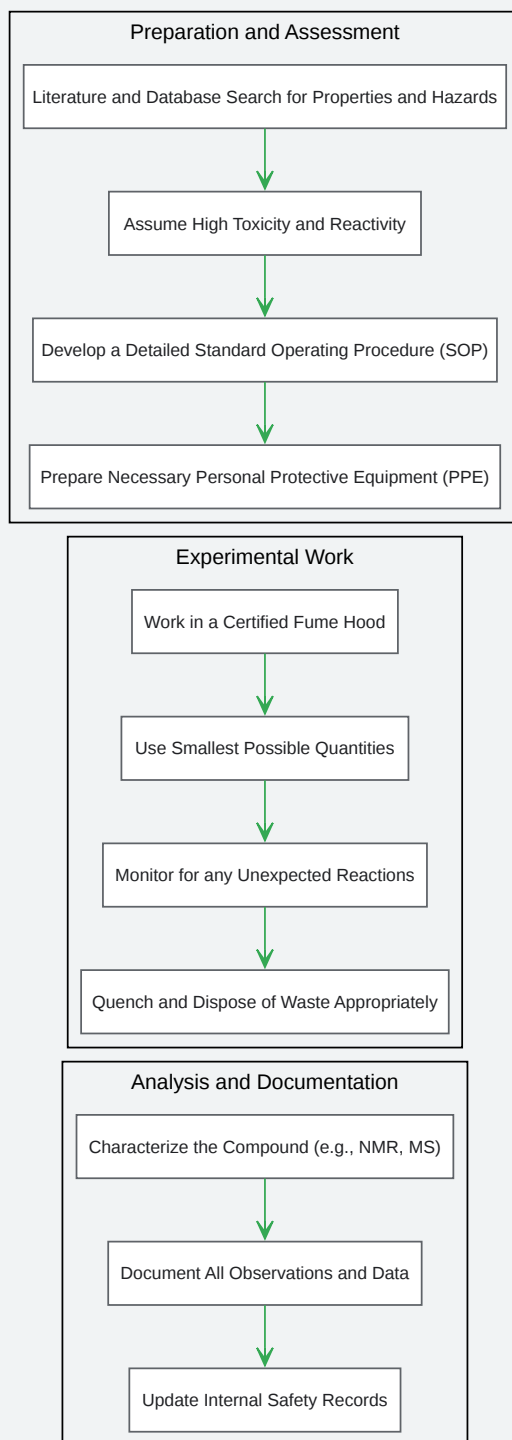 Preparation and Assessment
Literature and Database Search for Properties and Hazards
Assume High Toxicity and Reactivity
Develop a Detailed Standard Operating Procedure (SOP)
Prepare Necessary Personal Protective Equipment (PPE)
Experimental Work
Work in a Certified Fume Hood
Use Smallest Possible Quantities
Monitor for any Unexpected Reactions
Quench and Dispose of Waste Appropriately
Analysis and Documentation
Characterize the Compound (e.g., NMR, MS)
Document All Observations and Data
Update Internal Safety Records